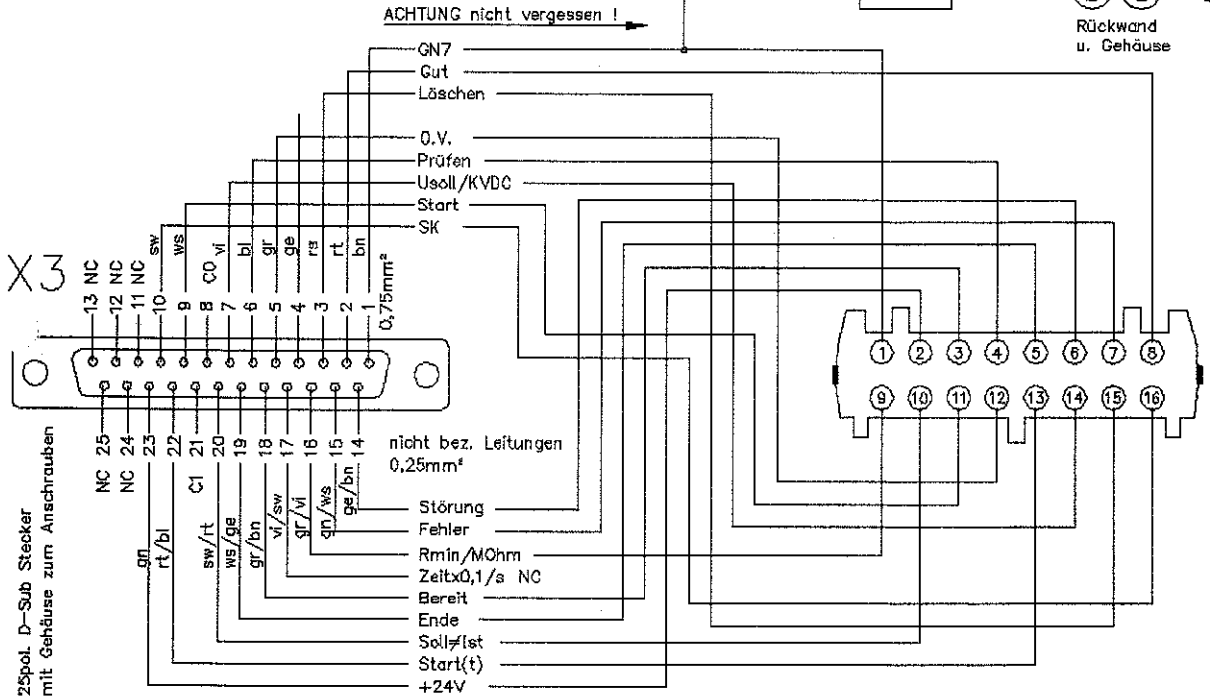 ACHTUNG nicht vergessen !
Rückwand
u. Gehäuse
GN7
Gut
Löschen
O.V.
Prüfen
Usoll/KVDC
Start
SK
X3
13 NC
12 NC
11 NC
10 sw
9 ws
8 C0
7 vi
6 bl
5 gr
4 ge
3 rs
2 rt
1 bn
0,75mm²
1 2 3 4 5 6 7 8
9 10 11 12 13 14 15 16
NC 25
NC 24
23 gn
22 rt/bl
C1 21
20 sw/rt
19 ws/ge
18 gr/bn
17 vi/sw
16 gr/vi
15 gn/ws
14 ge/bn
nicht bez. Leitungen
0,25mm²
Störung
Fehler
Rmin/MOhm
Zeitx0,1/s NC
Bereit
Ende
Soll≠Ist
Start(t)
+24V
25pol. D-Sub Stecker
mit Gehäuse zum Anschrauben